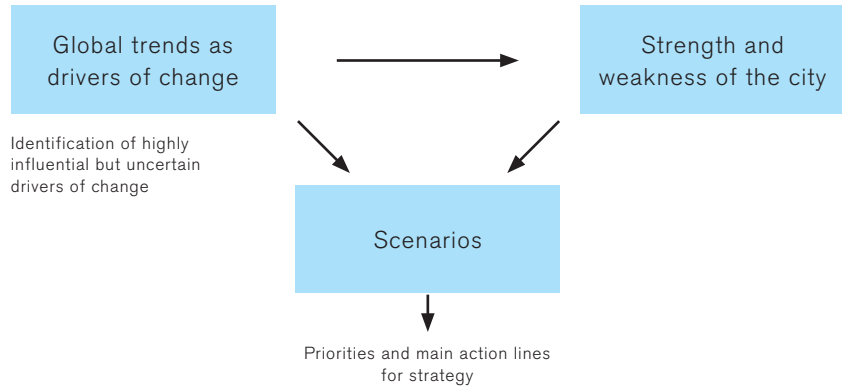 Global trends as
drivers of change
Strength and
weakness of the city
Identification of highly
influential but uncertain
drivers of change
Scenarios
Priorities and main action lines
for strategy